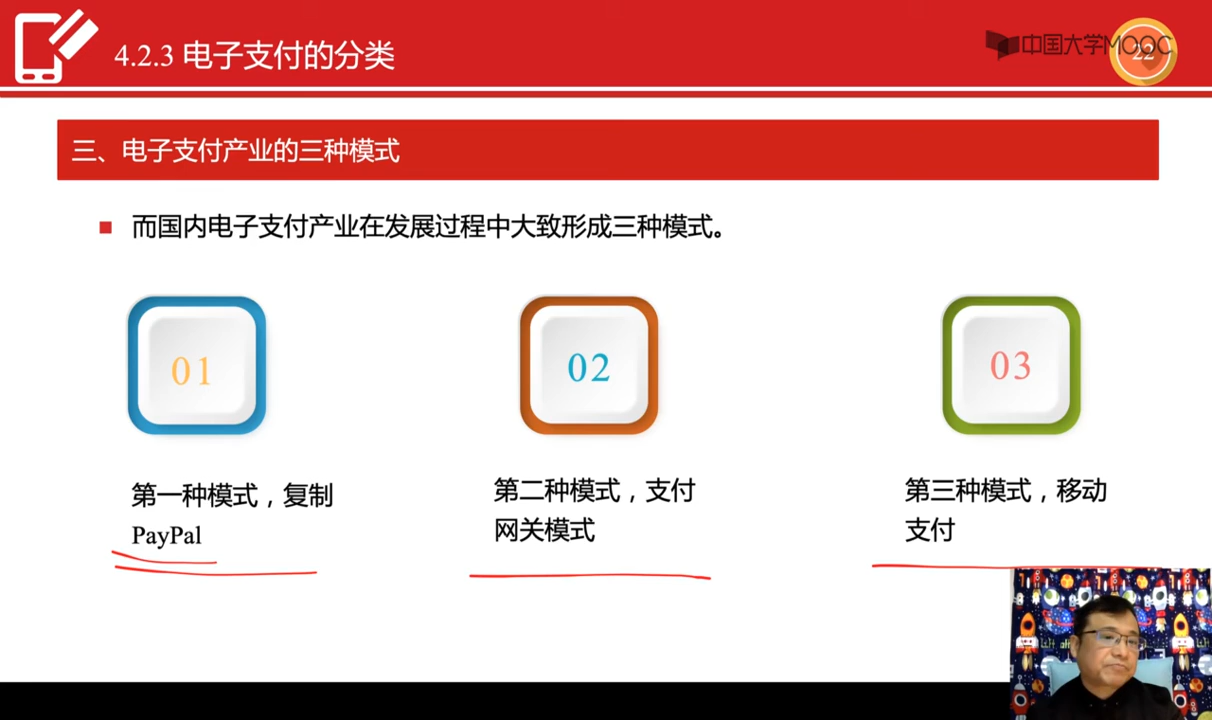 4.2.3 电子支付的分类
中国大学MOOC
22
三、电子支付产业的三种模式
而国内电子支付产业在发展过程中大致形成三种模式。
01
02
03
第一种模式，复制
PayPal
第二种模式，支付
网关模式
第三种模式，移动
支付